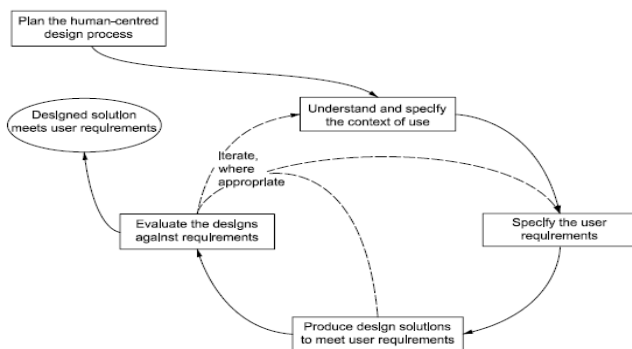 Plan the human-centred
design process
Designed solution
meets user requirements
Understand and specify
the context of use
Iterate,
where
appropriate
Evaluate the designs
against requirements
Specify the user
requirements
Produce design solutions
to meet user requirements